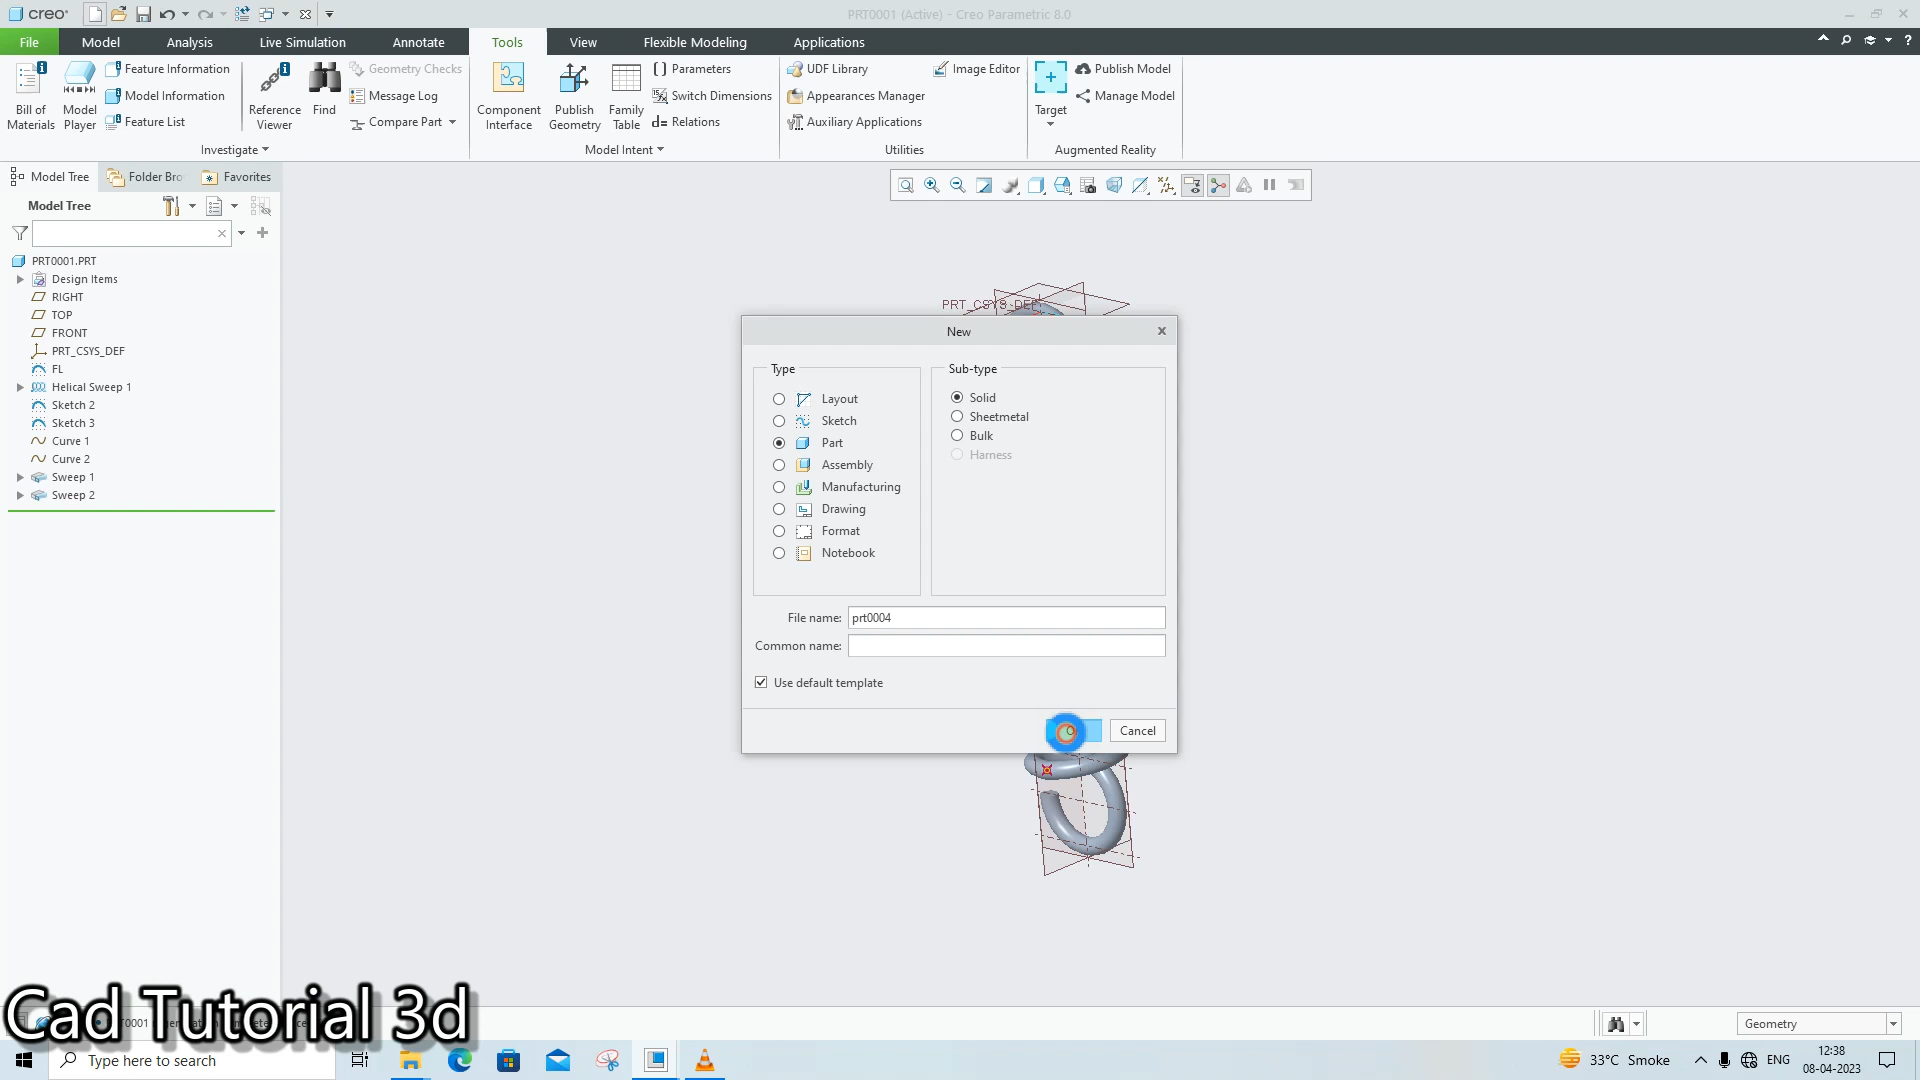 creo
PRT0001 (Active) - Creo Parametric 8.0
File Model Analysis Live Simulation Annotate Tools View Flexible Modeling Applications
Bill of Materials
Model Player
Feature Information
Model Information
Feature List
Reference Viewer
Find
Geometry Checks
Message Log
Compare Part
Investigate
Component Interface
Publish Geometry
Family Table
Parameters
Switch Dimensions
Relations
Model Intent
UDF Library
Appearances Manager
Auxiliary Applications
Image Editor
Utilities
Target
Publish Model
Manage Model
Augmented Reality
Model Tree Folder Bro Favorites
Model Tree
PRT0001.PRT
Design Items
RIGHT
TOP
FRONT
PRT_CSYS_DEF
FL
Helical Sweep 1
Sketch 2
Sketch 3
Curve 1
Curve 2
Sweep 1
Sweep 2
PRT_CSYS_DEF
New
Type
Layout
Sketch
Part
Assembly
Manufacturing
Drawing
Format
Notebook
Sub-type
Solid
Sheetmetal
Bulk
Harness
File name: prt0004
Common name:
Use default template
Cancel
Cad Tutorial 3d
Geometry
Type here to search
33°C Smoke
ENG
12:38
08-04-2023